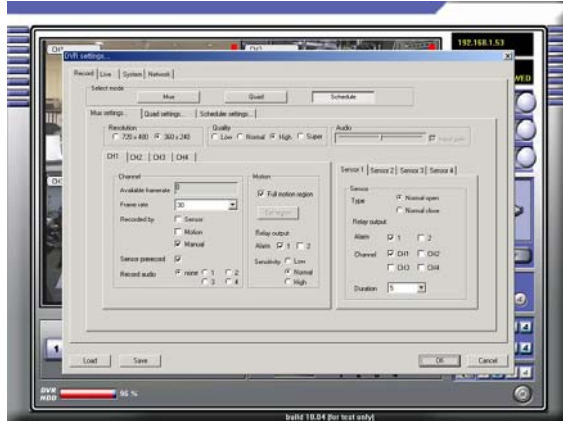 192.168.1.53
CH1
DVR settings...
Record Live System Network
Select mode
Mux Quad Schedule
Mux settings... Quad settings... Schedule settings...
Resolution Quality Audio
720 x 480 360 x 240 Low Normal High Super Input gain
CH1 CH2 CH3 CH4 Sensor 1 Sensor 2 Sensor 3 Sensor 4
Channel Motion Sensor
Available framerate 0 Full motion region Type Normal open
Frame rate 30 Set region Normal close
Recorded by Sensor Relay output
Motion Relay output Alarm 1 2
Manual Alarm 1 2 Channel CH1 CH2
Sensor prerecord Sensitivity Low CH3 CH4
Record audio none 1 2 Normal
3 4 High Duration 5
Load Save OK Cancel
DVR
HDD 96 %
build 10.04 (for test only)